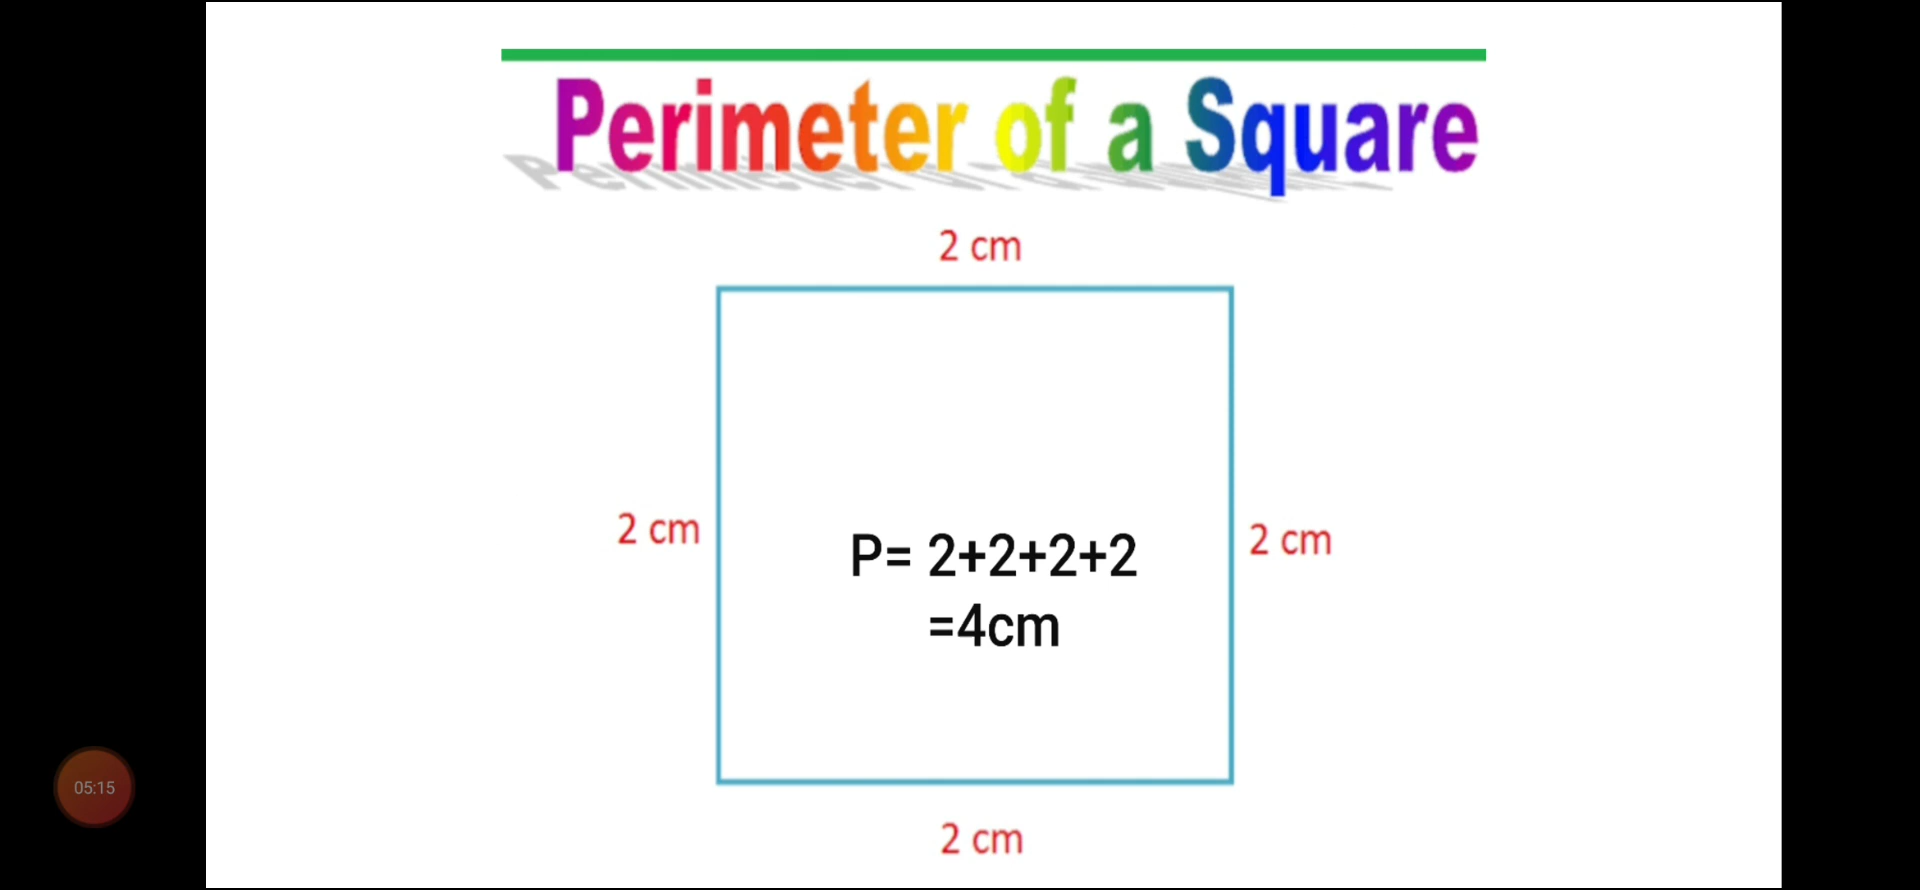 Perimeter of a Square
2 cm
2 cm
2 cm
P= 2+2+2+2
=4cm
2 cm
05:15